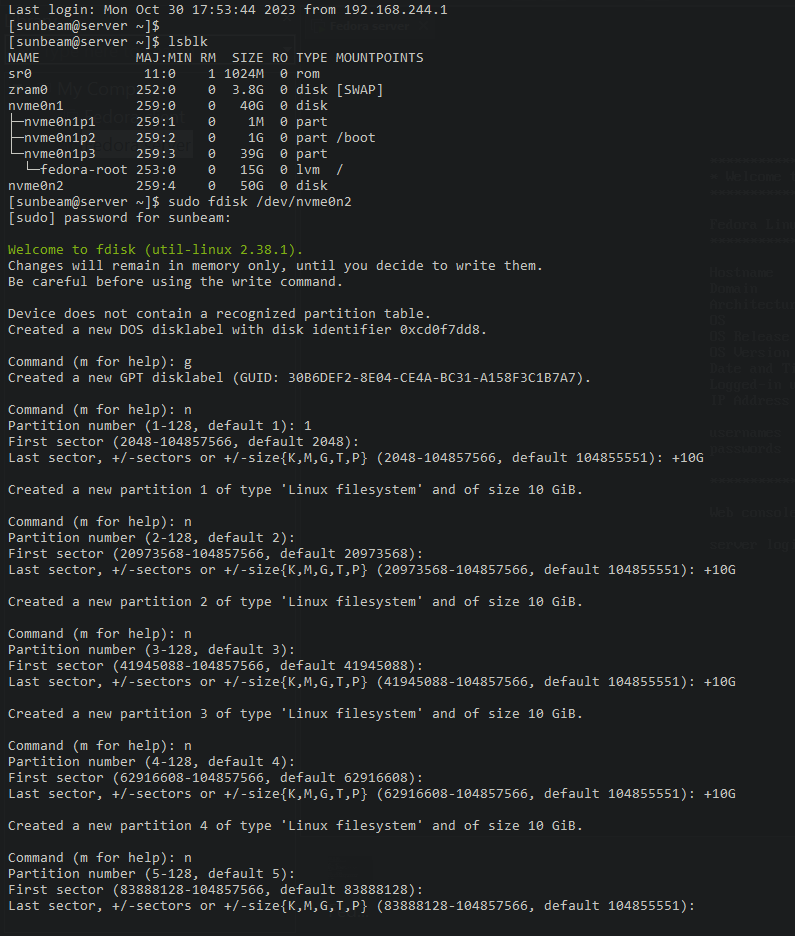 Last login: Mon Oct 30 17:53:44 2023 from 192.168.244.1
[sunbeam@server ~]$
[sunbeam@server ~]$ lsblk
NAME            MAJ:MIN RM  SIZE RO TYPE MOUNTPOINTS
sr0              11:0    1 1024M  0 rom
zram0           252:0    0  3.8G  0 disk [SWAP]
nvme0n1         259:0    0   40G  0 disk
├─nvme0n1p1     259:1    0    1M  0 part
├─nvme0n1p2     259:2    0    1G  0 part /boot
└─nvme0n1p3     259:3    0   39G  0 part
  └─fedora-root 253:0    0   15G  0 lvm  /
nvme0n2         259:4    0   50G  0 disk
[sunbeam@server ~]$ sudo fdisk /dev/nvme0n2
[sudo] password for sunbeam:

Welcome to fdisk (util-linux 2.38.1).
Changes will remain in memory only, until you decide to write them.
Be careful before using the write command.

Device does not contain a recognized partition table.
Created a new DOS disklabel with disk identifier 0xcd0f7dd8.

Command (m for help): g
Created a new GPT disklabel (GUID: 30B6DEF2-8E04-CE4A-BC31-A158F3C1B7A7).

Command (m for help): n
Partition number (1-128, default 1): 1
First sector (2048-104857566, default 2048):
Last sector, +/-sectors or +/-size{K,M,G,T,P} (2048-104857566, default 104855551): +10G

Created a new partition 1 of type 'Linux filesystem' and of size 10 GiB.

Command (m for help): n
Partition number (2-128, default 2):
First sector (20973568-104857566, default 20973568):
Last sector, +/-sectors or +/-size{K,M,G,T,P} (20973568-104857566, default 104855551): +10G

Created a new partition 2 of type 'Linux filesystem' and of size 10 GiB.

Command (m for help): n
Partition number (3-128, default 3):
First sector (41945088-104857566, default 41945088):
Last sector, +/-sectors or +/-size{K,M,G,T,P} (41945088-104857566, default 104855551): +10G

Created a new partition 3 of type 'Linux filesystem' and of size 10 GiB.

Command (m for help): n
Partition number (4-128, default 4):
First sector (62916608-104857566, default 62916608):
Last sector, +/-sectors or +/-size{K,M,G,T,P} (62916608-104857566, default 104855551): +10G

Created a new partition 4 of type 'Linux filesystem' and of size 10 GiB.

Command (m for help): n
Partition number (5-128, default 5):
First sector (83888128-104857566, default 83888128):
Last sector, +/-sectors or +/-size{K,M,G,T,P} (83888128-104857566, default 104855551):